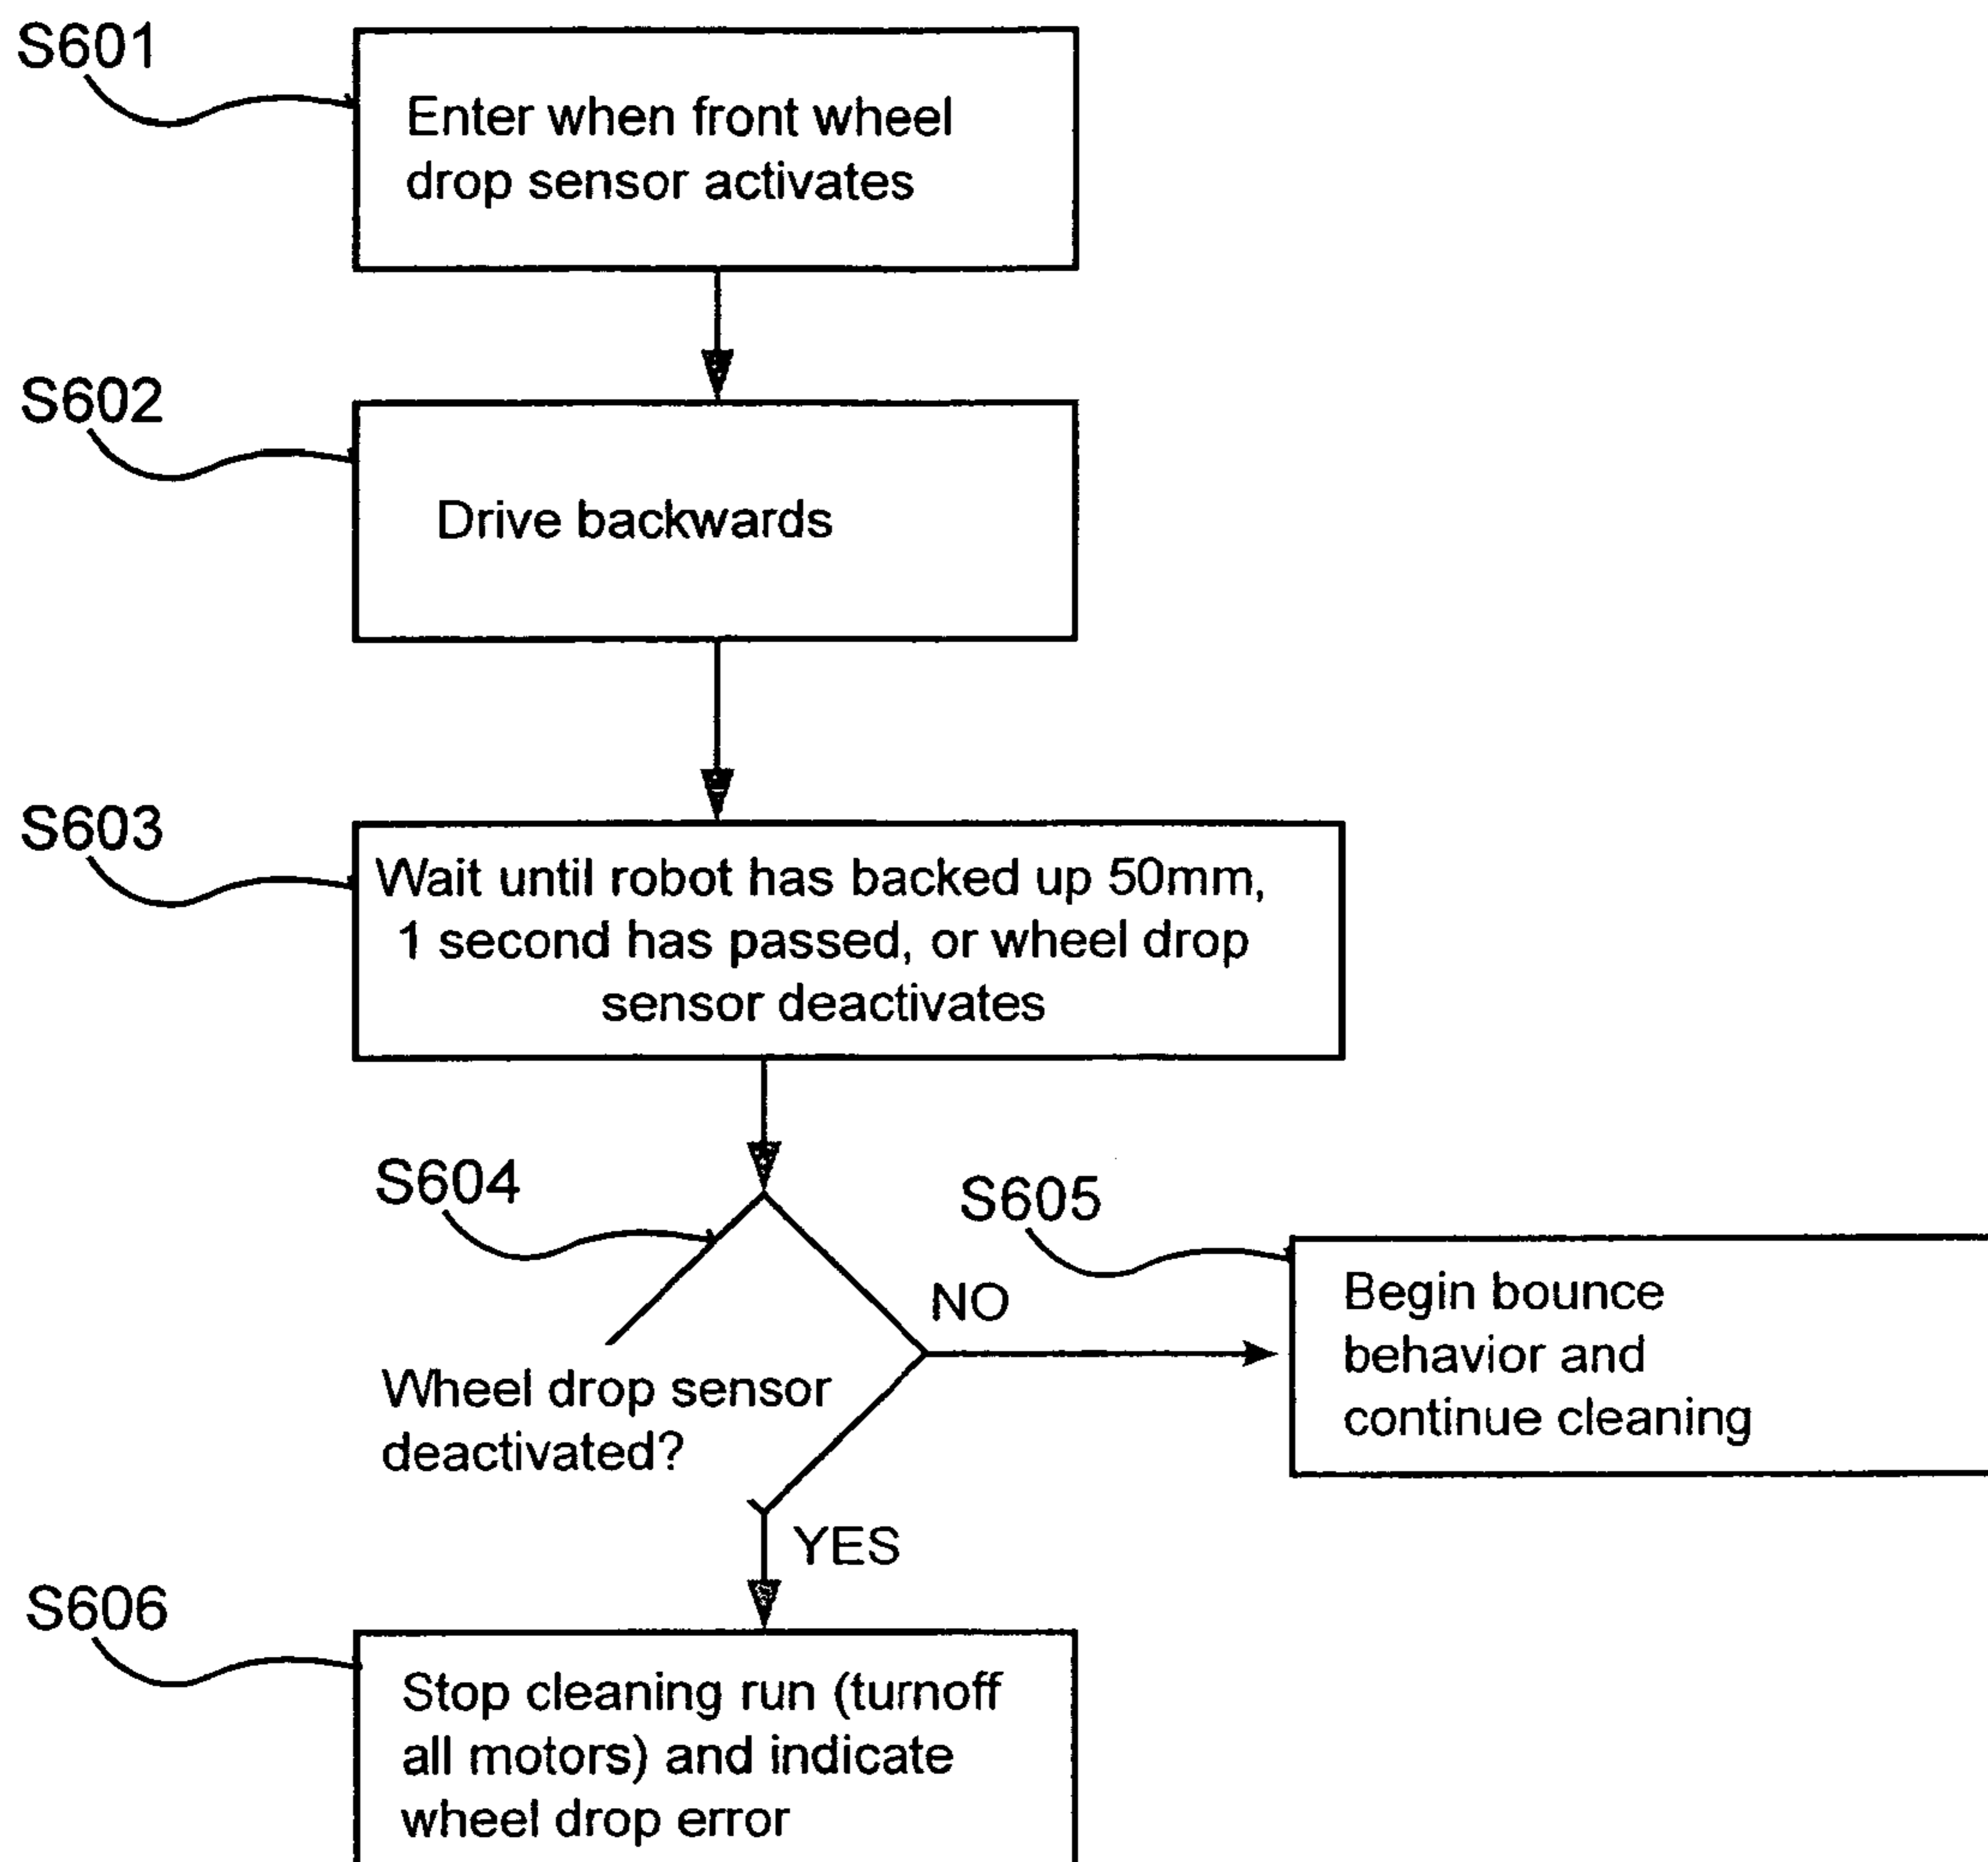 S601
Enter when front wheel
drop sensor activates
S602
Drive backwards
S603
Wait until robot has backed up 50mm,
1 second has passed, or wheel drop
sensor deactivates
S604
Wheel drop sensor
deactivated?
NO
S605
Begin bounce
behavior and
continue cleaning
YES
S606
Stop cleaning run (turnoff
all motors) and indicate
wheel drop error